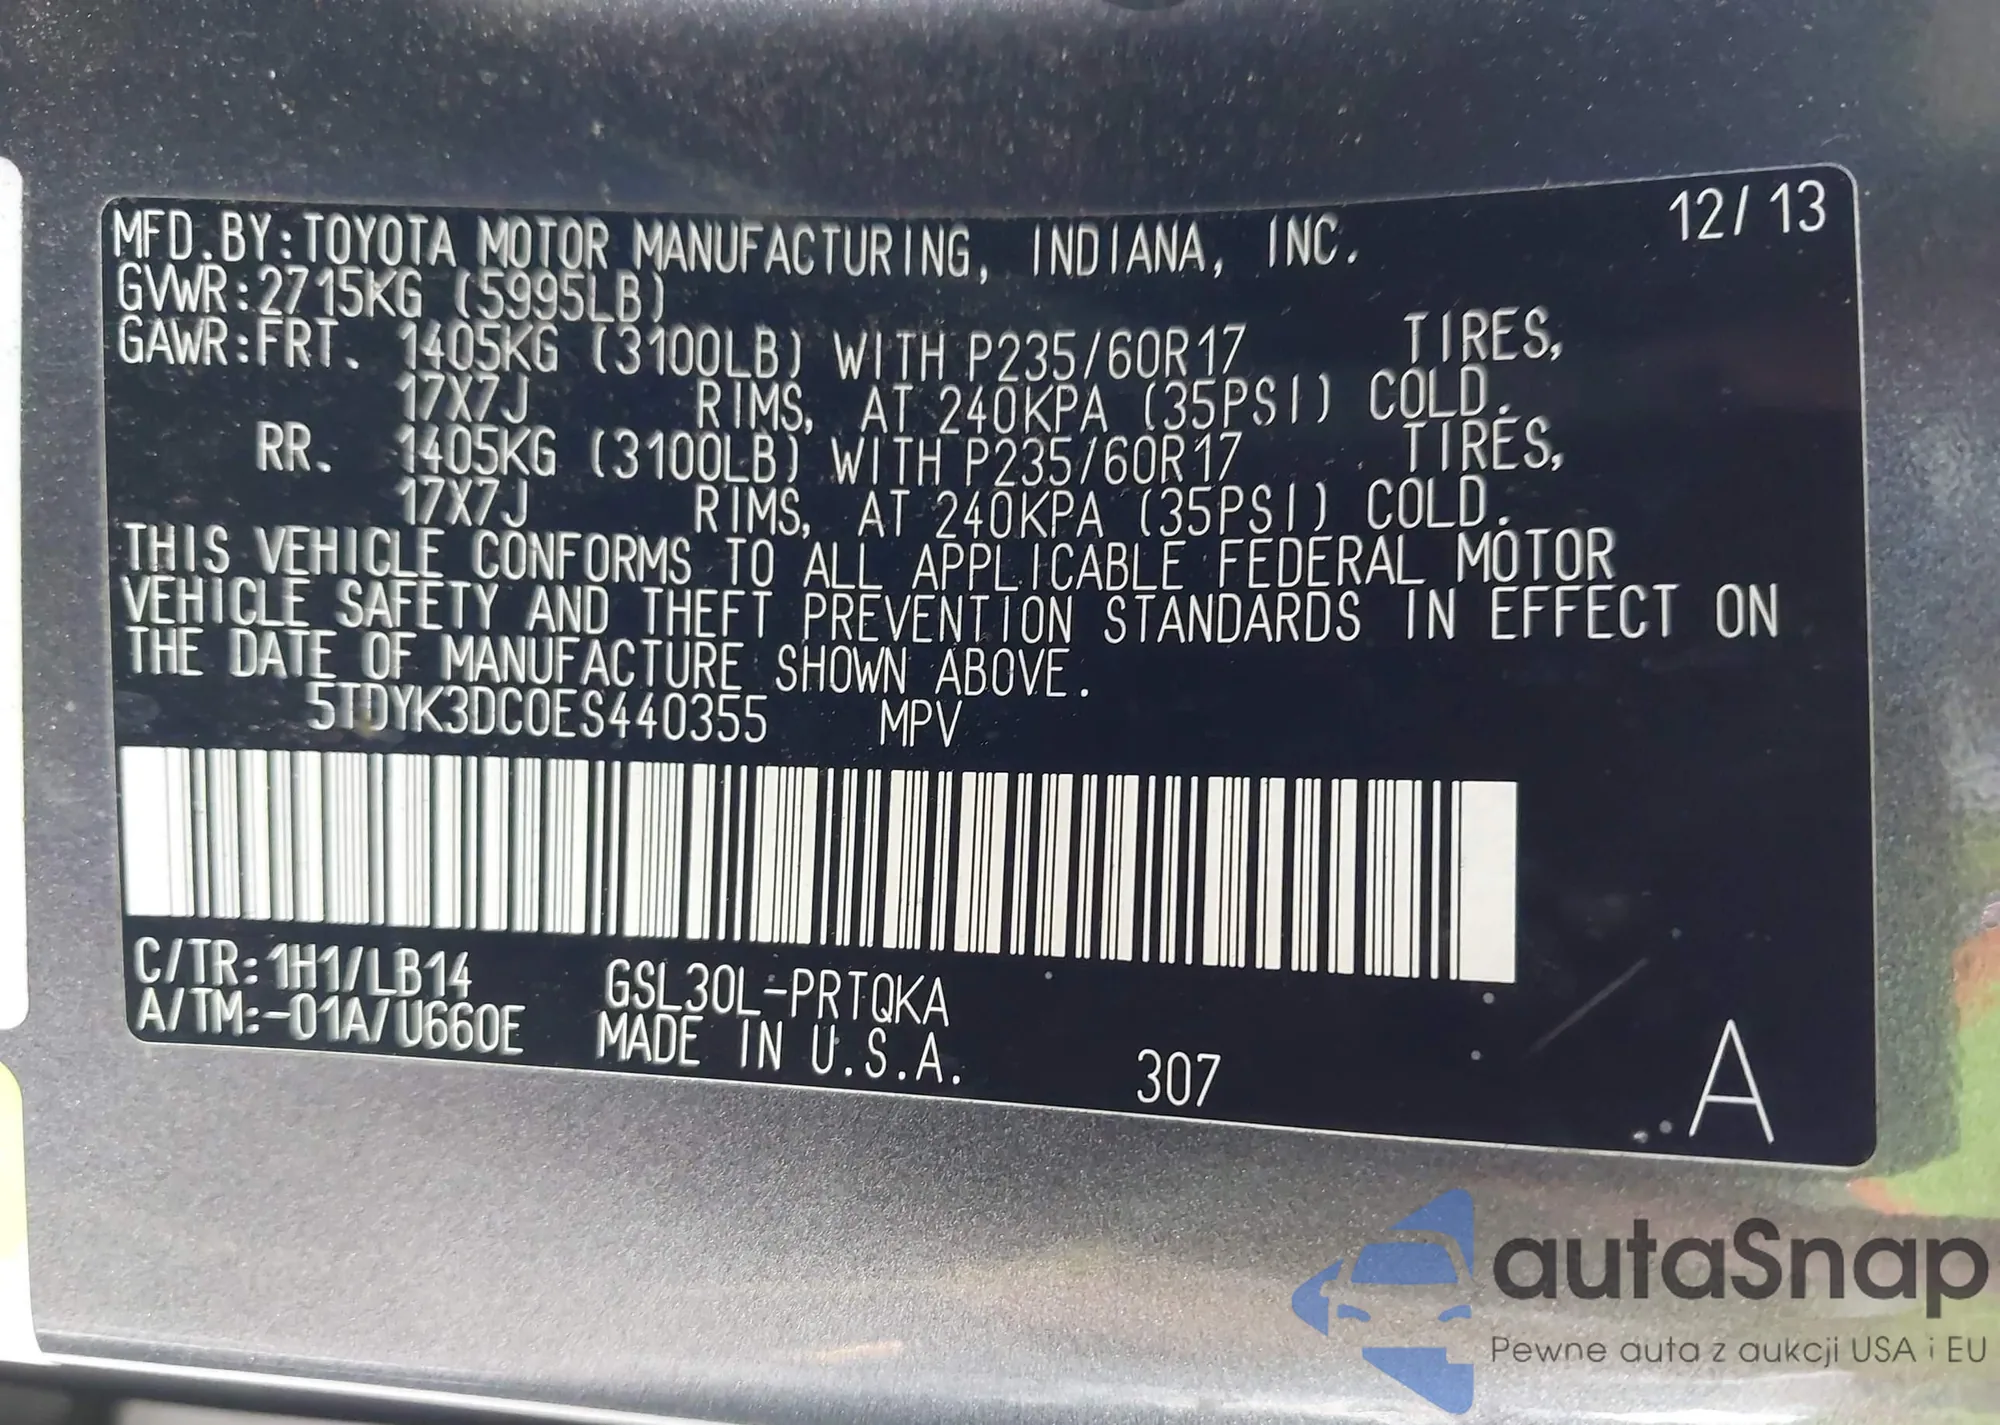 12/13
MFD.BY:TOYOTA MOTOR MANUFACTURING, INDIANA, INC.
GVWR:2715KG (5995LB)
GAWR:FRT. 1405KG (3100LB) WITH P235/60R17 TIRES,
17X7J RIMS, AT 240KPA (35PSI) COLD.
RR. 1405KG (3100LB) WITH P235/60R17 TIRES,
17X7J RIMS, AT 240KPA (35PSI) COLD.
THIS VEHICLE CONFORMS TO ALL APPLICABLE FEDERAL MOTOR
VEHICLE SAFETY AND THEFT PREVENTION STANDARDS IN EFFECT ON
THE DATE OF MANUFACTURE SHOWN ABOVE.
5TDYK3DC0ES440355 MPV
C/TR:1H1/LB14 GSL30L-PRTQKA
A/TM:-01A/U660E MADE IN U.S.A. 307 A
autaSnap
Pewne auta z aukcji USA i EU